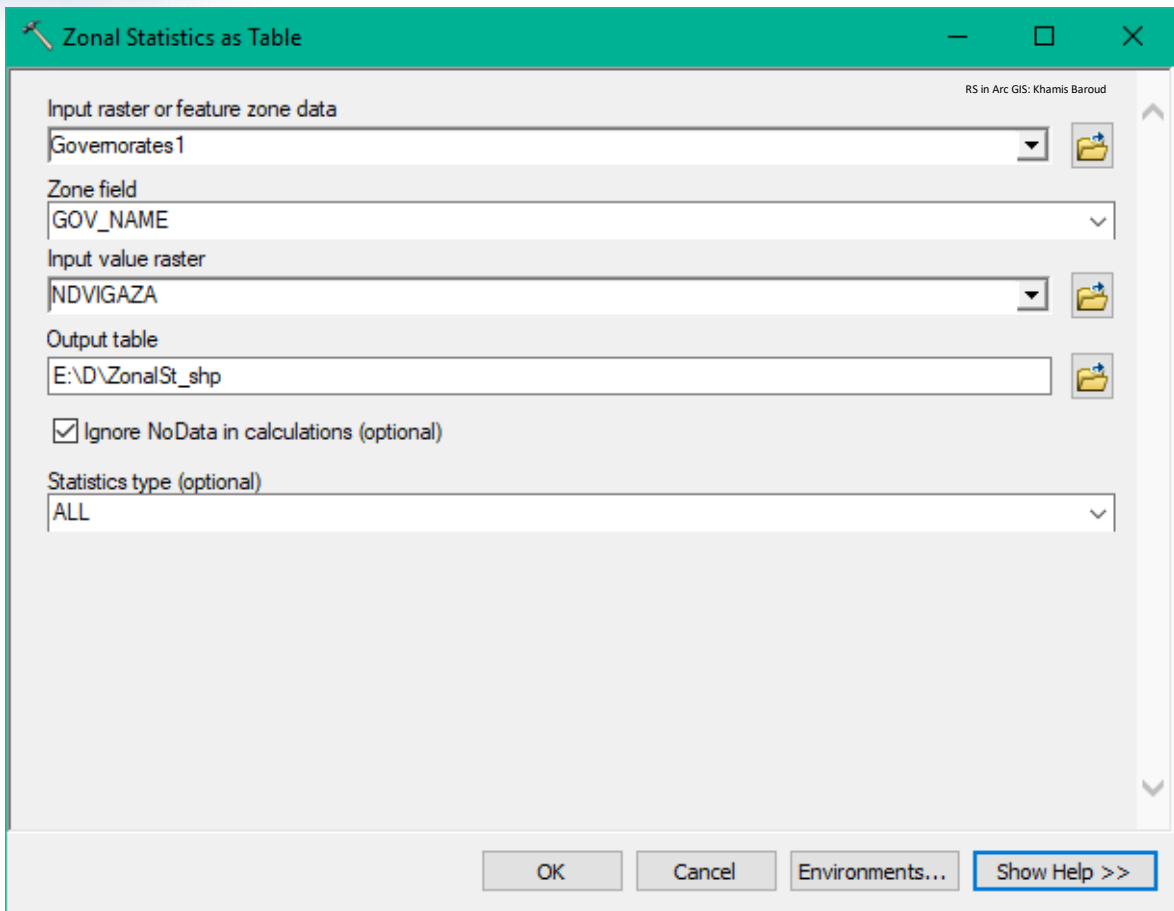 Zonal Statistics as Table
RS in Arc GIS: Khamis Baroud
Input raster or feature zone data
Governorates1
Zone field
GOV_NAME
Input value raster
NDVIGAZA
Output table
E:\D\ZonalSt_shp
Ignore NoData in calculations (optional)
Statistics type (optional)
ALL
OK Cancel Environments... Show Help >>